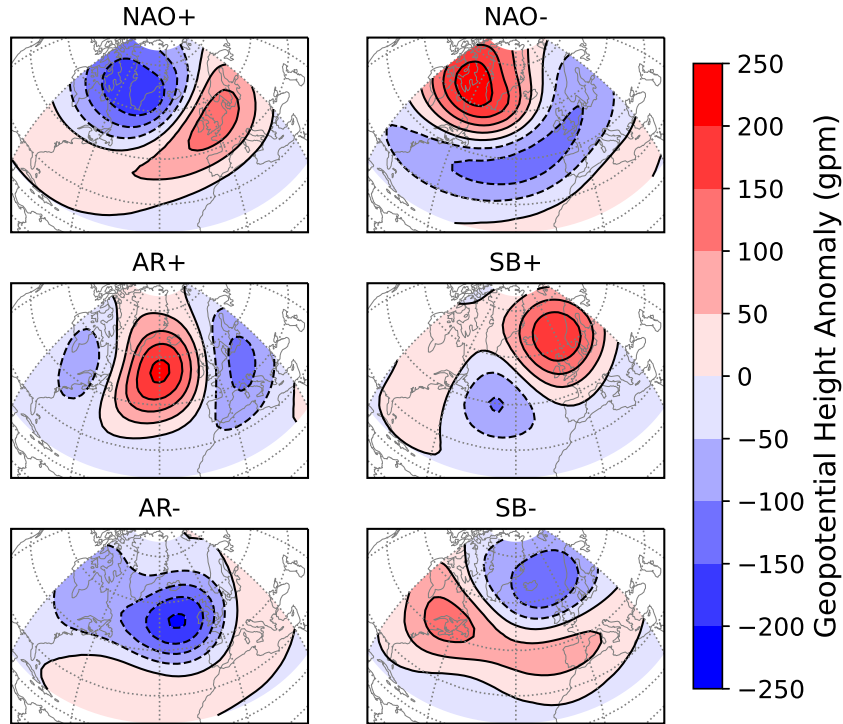 NAO+
NAO-
AR+
SB+
AR-
SB-
250
200
150
100
50
0
−50
−100
−150
−200
−250
Geopotential Height Anomaly (gpm)